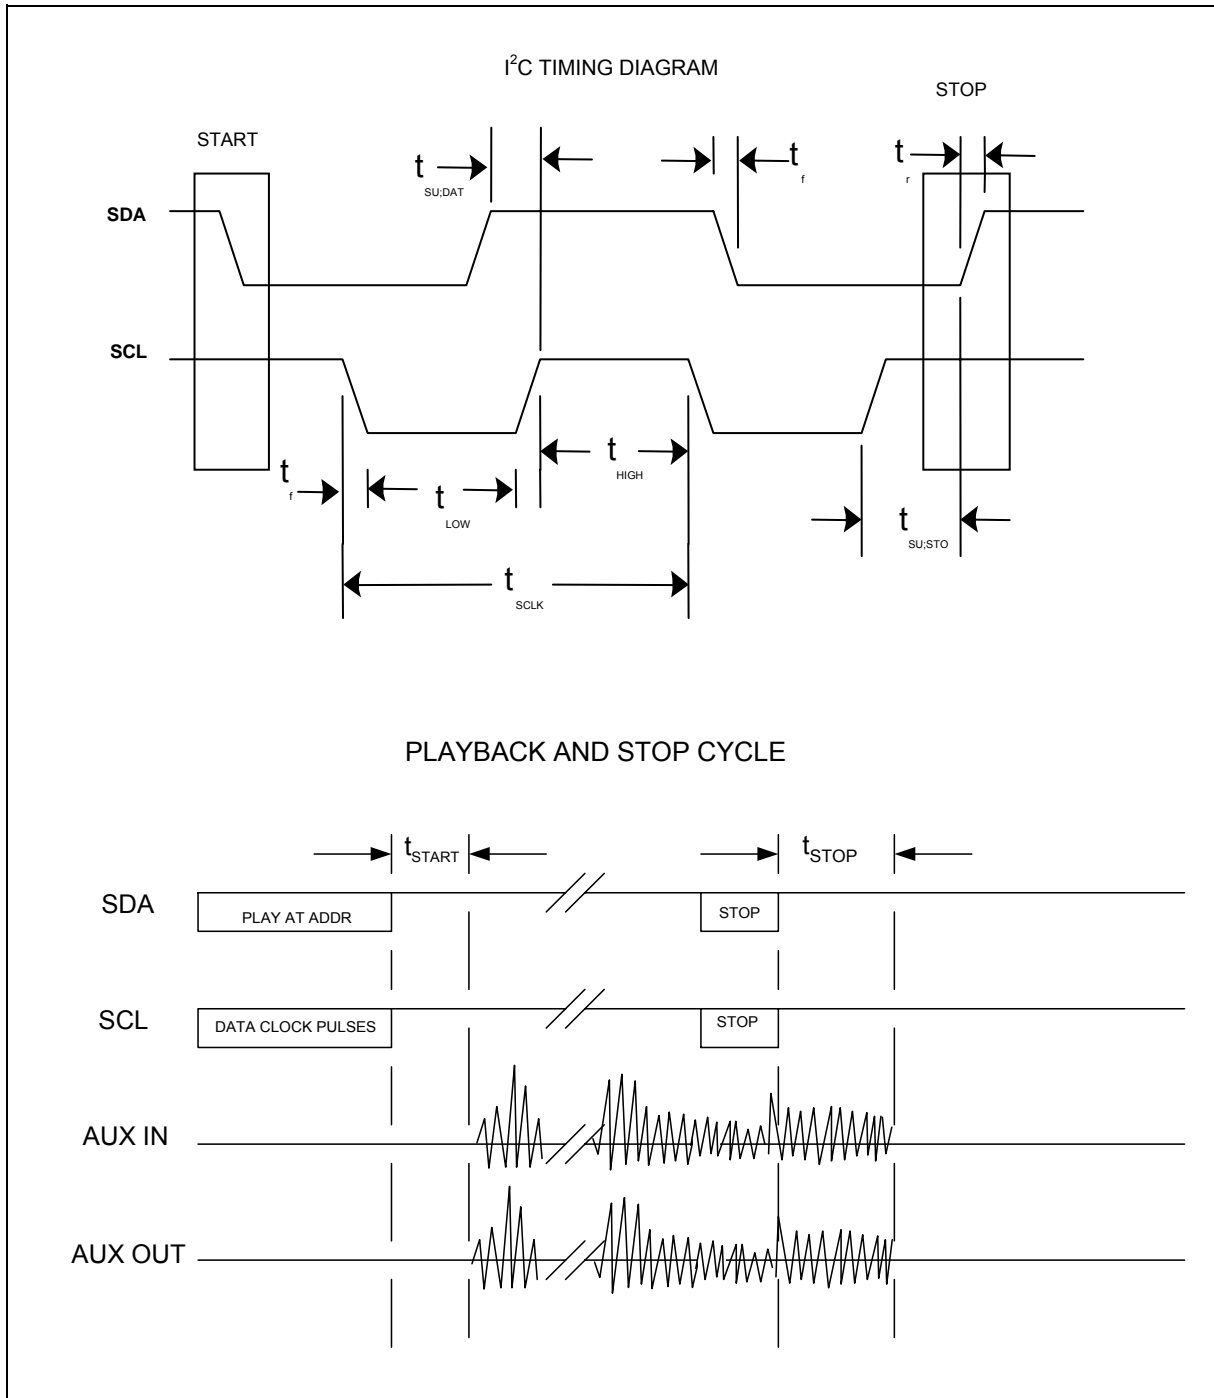 I²C TIMING DIAGRAM
START
STOP
t SU;DAT
t f
t r
SDA
SCL
t f
t LOW
t HIGH
t SU;STO
t SCLK
PLAYBACK AND STOP CYCLE
tSTART
tSTOP
SDA
PLAY AT ADDR
STOP
SCL
DATA CLOCK PULSES
STOP
AUX IN
AUX OUT